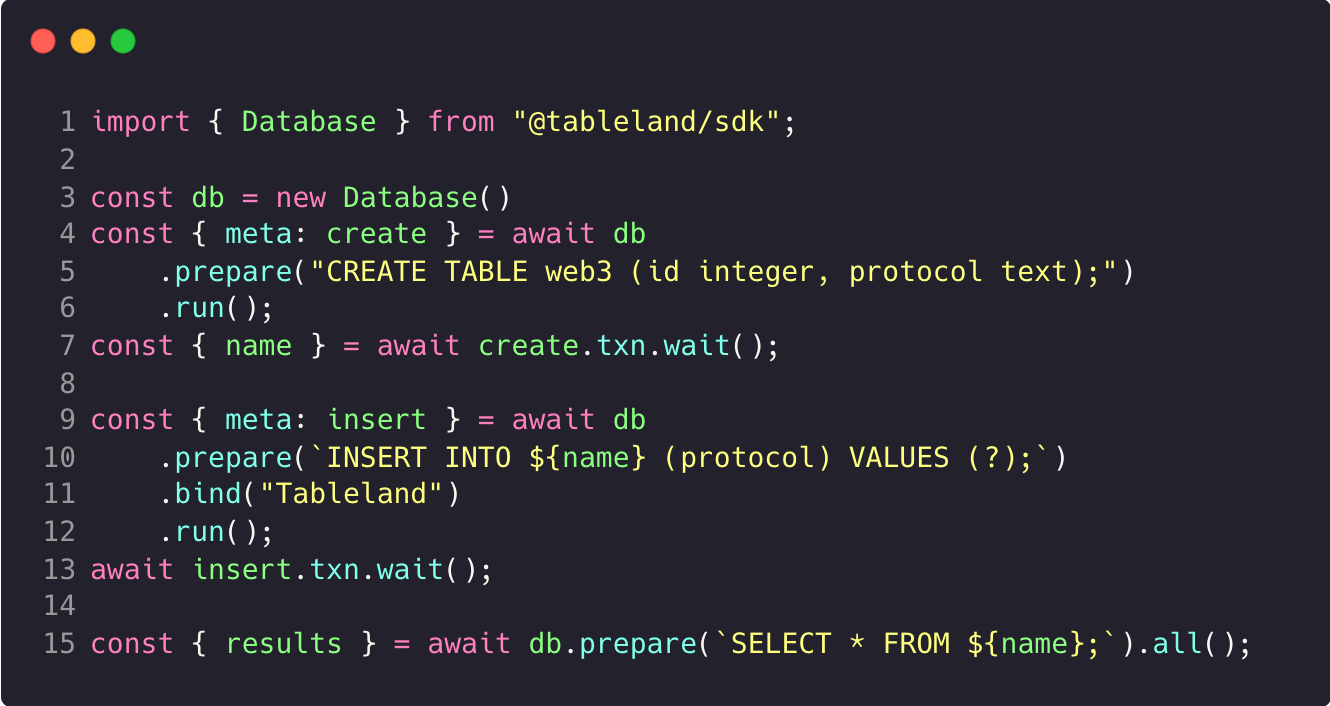 1 import { Database } from "@tableland/sdk";
2
3 const db = new Database()
4 const { meta: create } = await db
5     .prepare("CREATE TABLE web3 (id integer, protocol text);")
6     .run();
7 const { name } = await create.txn.wait();
8
9 const { meta: insert } = await db
10     .prepare(`INSERT INTO ${name} (protocol) VALUES (?);`)
11     .bind("Tableland")
12     .run();
13 await insert.txn.wait();
14
15 const { results } = await db.prepare(`SELECT * FROM ${name};`).all();